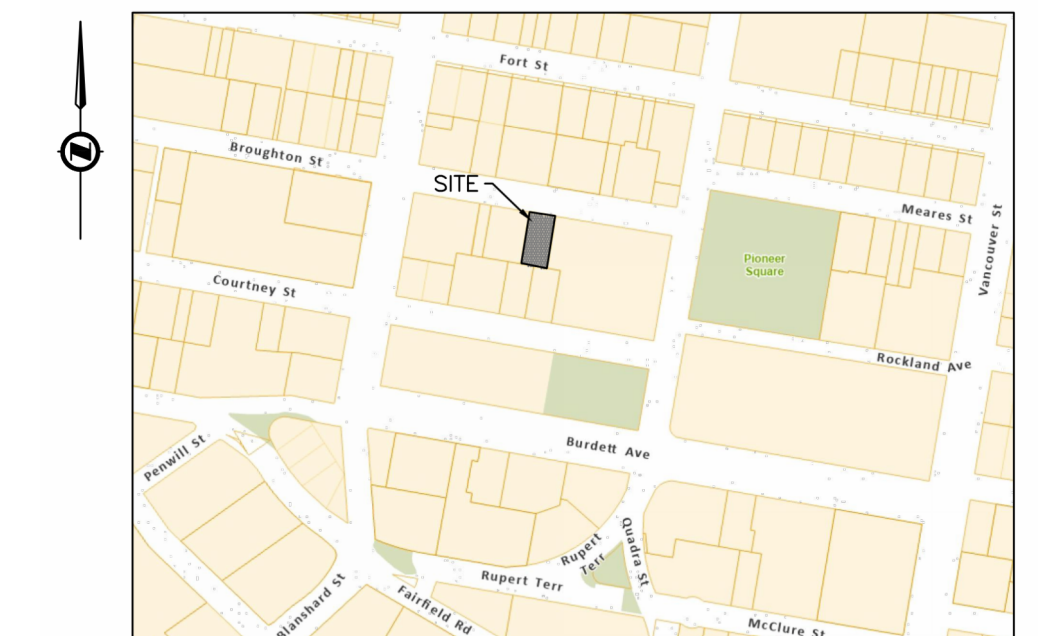 Fort St
Broughton St
SITE
Meares St
Vancouver St
Pioneer
Square
Courtney St
Rockland Ave
Burdett Ave
Penwill St
Quadra St
Rupert
Terr
Rupert Terr
Blanshard St
Fairfield Rd
McClure St
N